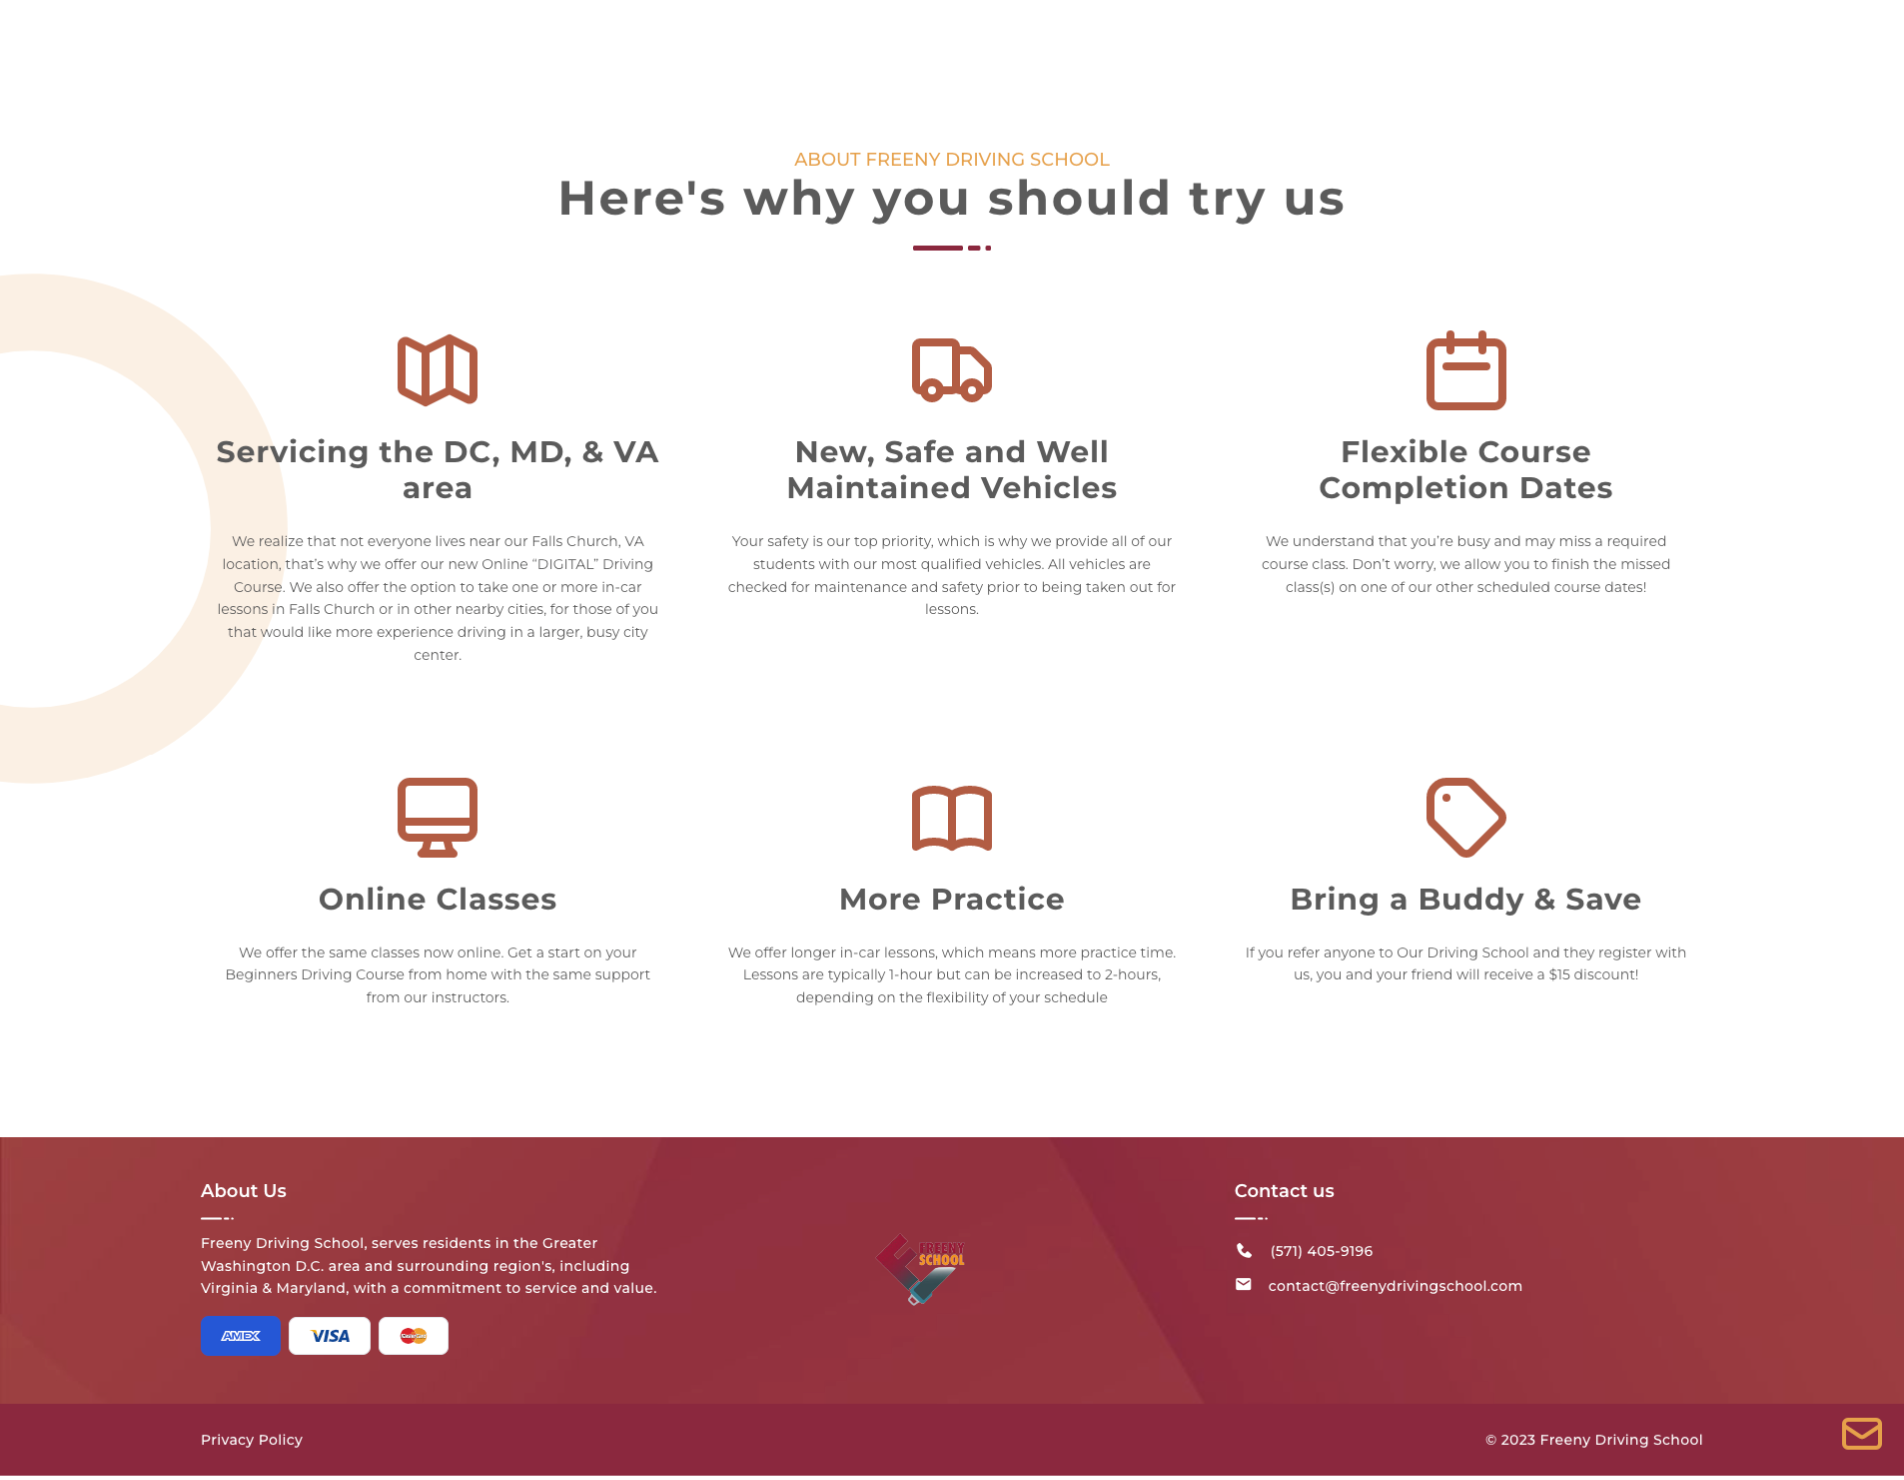 ABOUT FREENY DRIVING SCHOOL
Here's why you should try us
Servicing the DC, MD, & VA
area
We realize that not everyone lives near our Falls Church, VA
location, that’s why we offer our new Online “DIGITAL” Driving
Course. We also offer the option to take one or more in-car
lessons in Falls Church or in other nearby cities, for those of you
that would like more experience driving in a larger, busy city
center.
New, Safe and Well
Maintained Vehicles
Your safety is our top priority, which is why we provide all of our
students with our most qualified vehicles. All vehicles are
checked for maintenance and safety prior to being taken out for
lessons.
Flexible Course
Completion Dates
We understand that you’re busy and may miss a required
course class. Don’t worry, we allow you to finish the missed
class(s) on one of our other scheduled course dates!
Online Classes
We offer the same classes now online. Get a start on your
Beginners Driving Course from home with the same support
from our instructors.
More Practice
We offer longer in-car lessons, which means more practice time.
Lessons are typically 1-hour but can be increased to 2-hours,
depending on the flexibility of your schedule
Bring a Buddy & Save
If you refer anyone to Our Driving School and they register with
us, you and your friend will receive a $15 discount!
About Us
Freeny Driving School, serves residents in the Greater
Washington D.C. area and surrounding region's, including
Virginia & Maryland, with a commitment to service and value.
AMEX
VISA
FREENY
SCHOOL
Contact us
(571) 405-9196
contact@freenydrivingschool.com
Privacy Policy
© 2023 Freeny Driving School